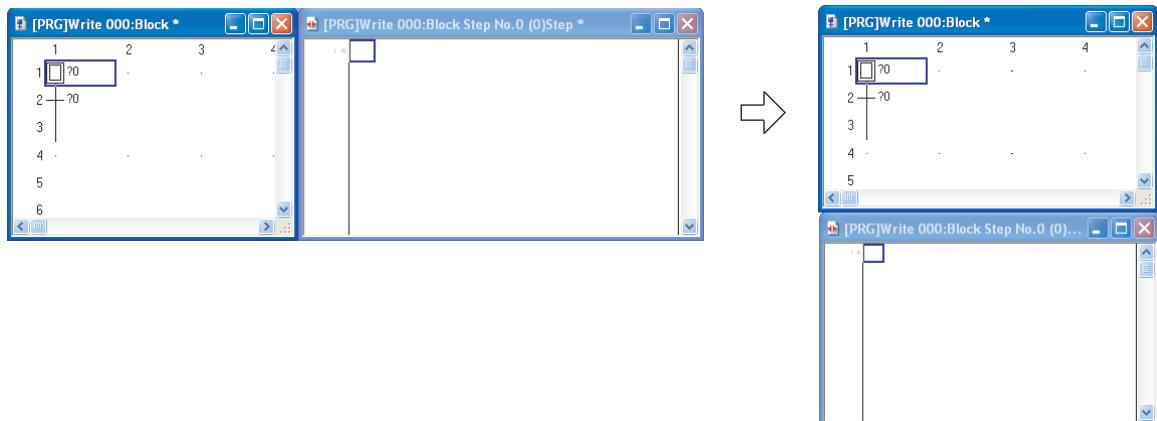 [PRG]Write 000:Block *
1 2 3 4
1 ?0
2 ?0
3
4
5
6
[PRG]Write 000:Block Step No.0 (0)Step *
[PRG]Write 000:Block *
1 2 3 4
1 ?0
2 ?0
3
4
5
[PRG]Write 000:Block Step No.0 (0)...